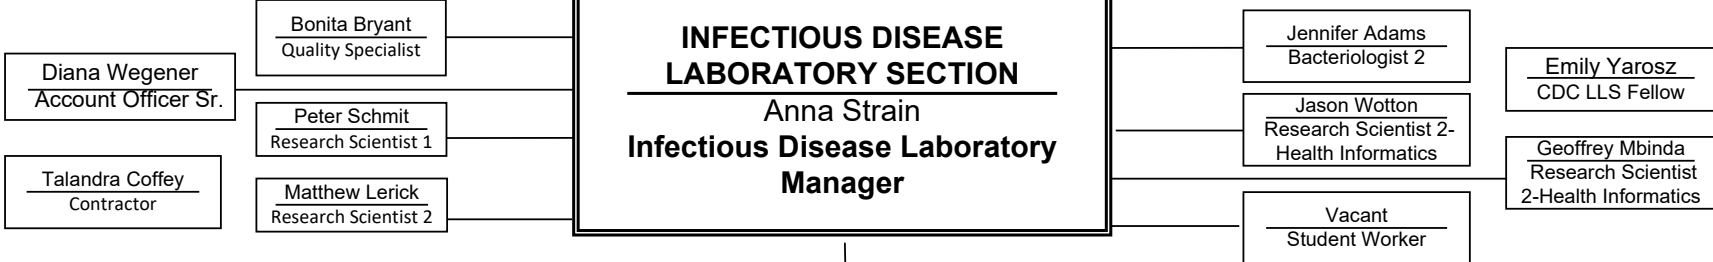 Bonita Bryant
Quality Specialist
Diana Wegener
Account Officer Sr.
Peter Schmit
Research Scientist 1
Talandra Coffey
Contractor
Matthew Lerick
Research Scientist 2
INFECTIOUS DISEASE
LABORATORY SECTION
Anna Strain
Infectious Disease Laboratory
Manager
Jennifer Adams
Bacteriologist 2
Jason Wotton
Research Scientist 2-
Health Informatics
Vacant
Student Worker
Emily Yarosz
CDC LLS Fellow
Geoffrey Mbinda
Research Scientist
2-Health Informatics